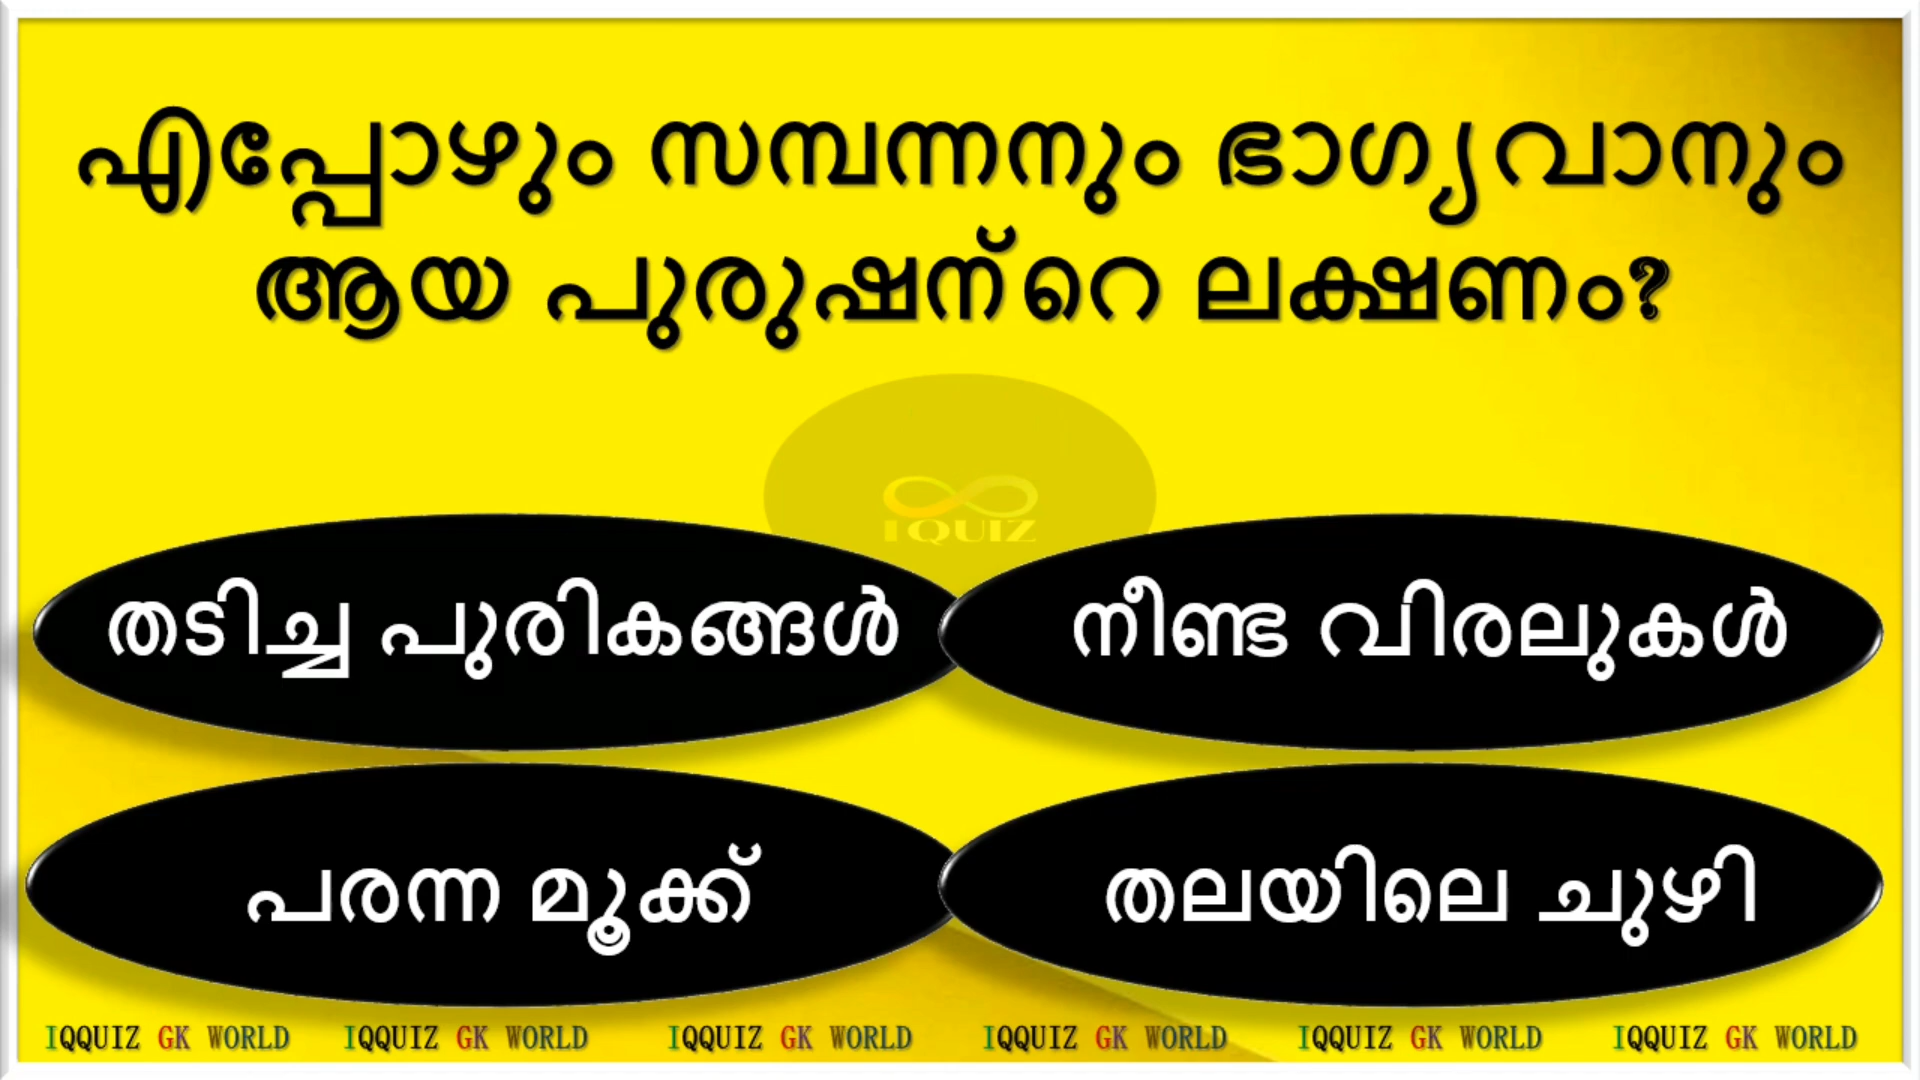 എപ്പോഴും സമ്പന്നനും ഭാഗ്യവാനും
ആയ പുരുഷന്റെ ലക്ഷണം?
I QUIZ
തടിച്ച പുരികങ്ങൾ
നീണ്ട വിരലുകൾ
പരന്ന മൂക്ക്
തലയിലെ ചുഴി
IQQUIZ GK WORLD IQQUIZ GK WORLD IQQUIZ GK WORLD IQQUIZ GK WORLD IQQUIZ GK WORLD IQQUIZ GK WORLD